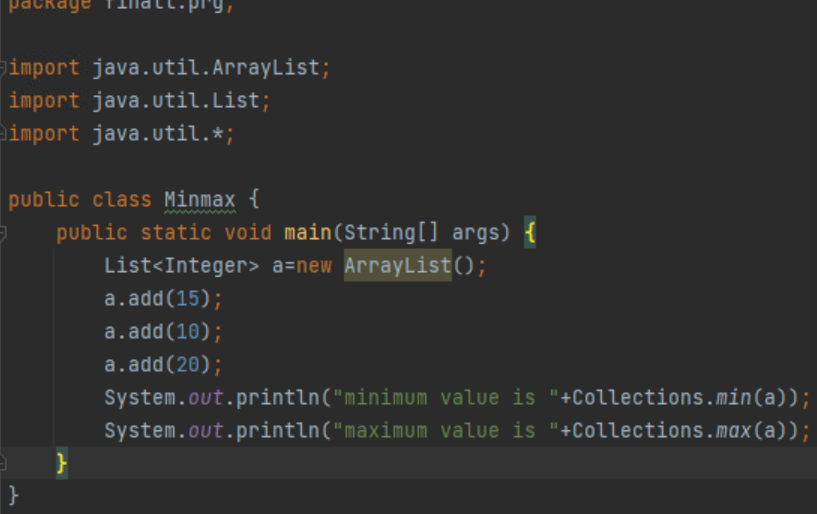 package finall.prg;
import java.util.ArrayList;
import java.util.List;
import java.util.*;
public class Minmax {
public static void main(String[] args) {
List<Integer> a=new ArrayList();
a.add(15);
a.add(10);
a.add(20);
System.out.println("minimum value is "+Collections.min(a));
System.out.println("maximum value is "+Collections.max(a));
}
}